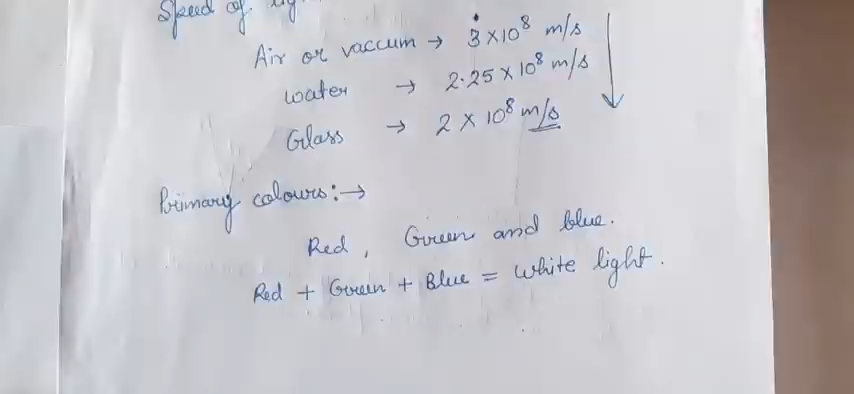 Speed of lig
Air or vaccum → 3×10⁸ m/s
water → 2.25 × 10⁸ m/s
Glass → 2 × 10⁸ m/s
Primary colours:→
Red, Green and blue.
Red + Green + Blue = white light.